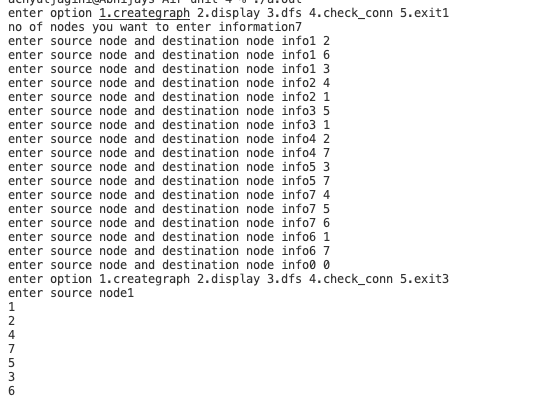 enter option 1.creategraph 2.display 3.dfs 4.check_conn 5.exit1
no of nodes you want to enter information7
enter source node and destination node info1 2
enter source node and destination node info1 6
enter source node and destination node info1 3
enter source node and destination node info2 4
enter source node and destination node info2 1
enter source node and destination node info3 5
enter source node and destination node info3 1
enter source node and destination node info4 2
enter source node and destination node info4 7
enter source node and destination node info5 3
enter source node and destination node info5 7
enter source node and destination node info7 4
enter source node and destination node info7 5
enter source node and destination node info7 6
enter source node and destination node info6 1
enter source node and destination node info6 7
enter source node and destination node info0 0
enter option 1.creategraph 2.display 3.dfs 4.check_conn 5.exit3
enter source node1
1
2
4
7
5
3
6